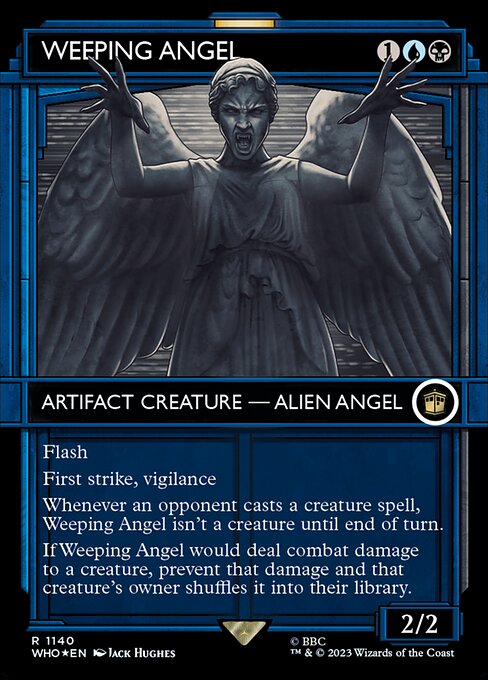 WEEPING ANGEL 1
ARTIFACT CREATURE — ALIEN ANGEL
Flash
First strike, vigilance
Whenever an opponent casts a creature spell,
Weeping Angel isn't a creature until end of turn.
If Weeping Angel would deal combat damage
to a creature, prevent that damage and that
creature's owner shuffles it into their library.
2/2
R 1140
WHO★EN JACK HUGHES
© BBC
™ & © 2023 Wizards of the Coast